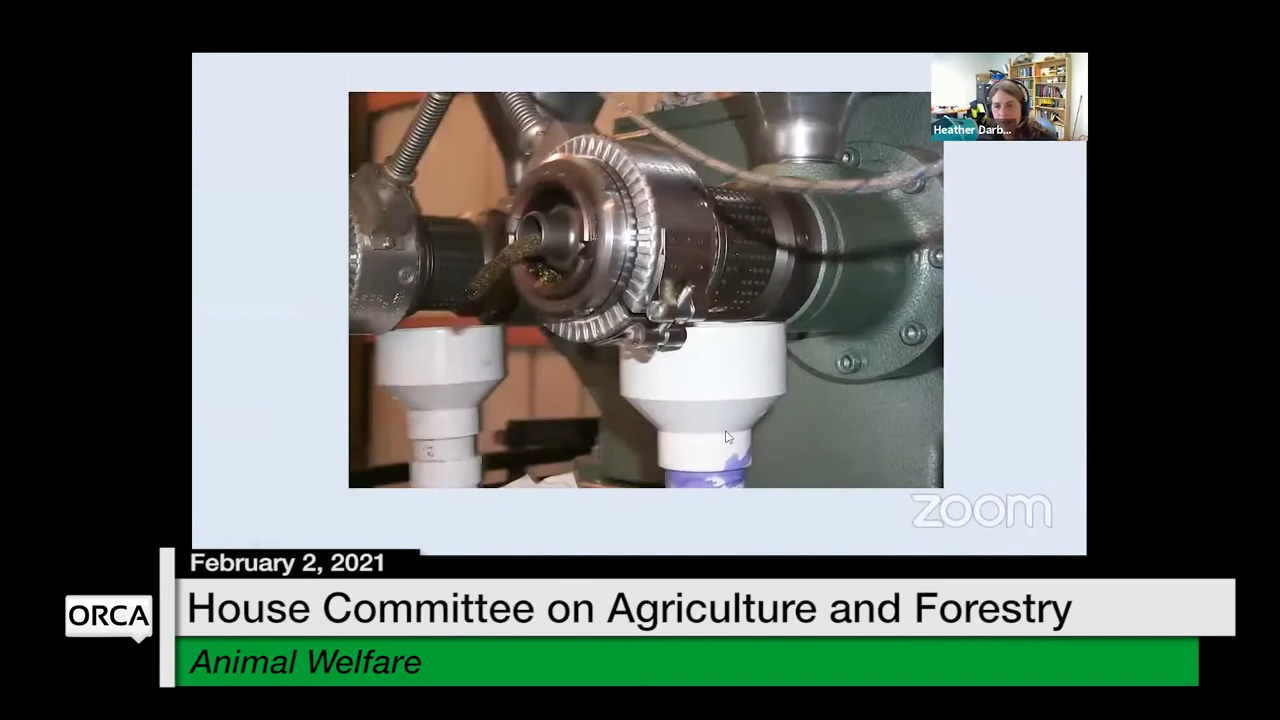 Heather Darb...
zoom
February 2, 2021
House Committee on Agriculture and Forestry
ORCA
Animal Welfare